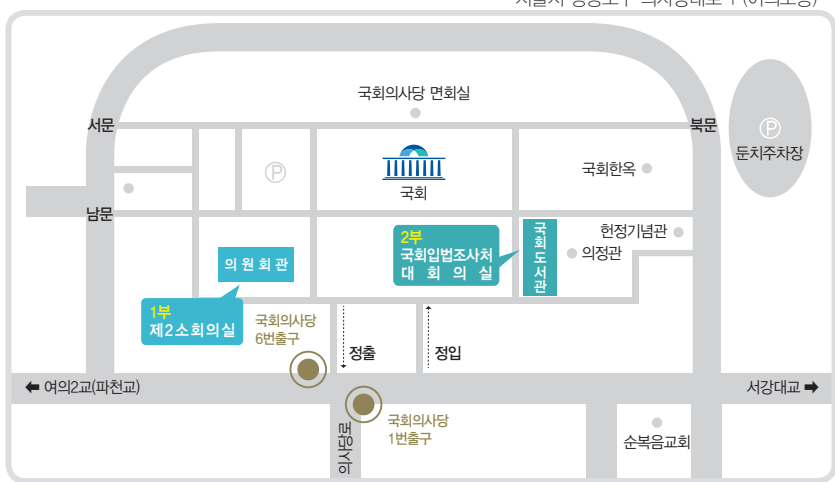 국회의사당 면회실
서문
북문
Ⓟ
둔치주차장
Ⓟ
국회
국회한옥
남문
2부
국회입법조사처
대 회 의 실
국회도서관
헌정기념관
의정관
의원회관
1부
제2소회의실
국회의사당
6번출구
정출
정입
여의2교(파천교)
서강대교
국회의사당
1번출구
의사당로
순복음교회